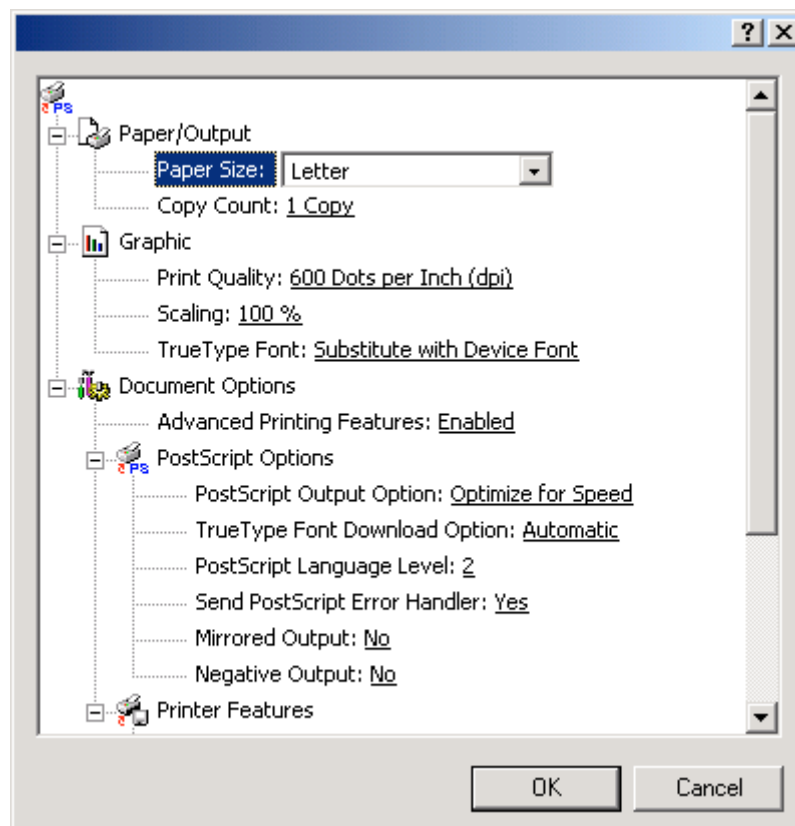 ?
PS
Paper/Output
Paper Size: Letter
Copy Count: 1 Copy
Graphic
Print Quality: 600 Dots per Inch (dpi)
Scaling: 100 %
TrueType Font: Substitute with Device Font
Document Options
Advanced Printing Features: Enabled
PS PostScript Options
PostScript Output Option: Optimize for Speed
TrueType Font Download Option: Automatic
PostScript Language Level: 2
Send PostScript Error Handler: Yes
Mirrored Output: No
Negative Output: No
Printer Features
OK Cancel